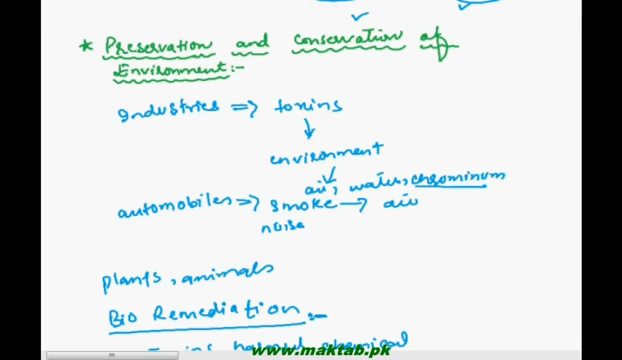 * Preservation and conservation of
Environment:-
Industries => toxins
environment
air, water, chrominum
automobiles => smoke → air
noise
plants, animals
Bio Remediation :-
chemical
www.maktab.pk